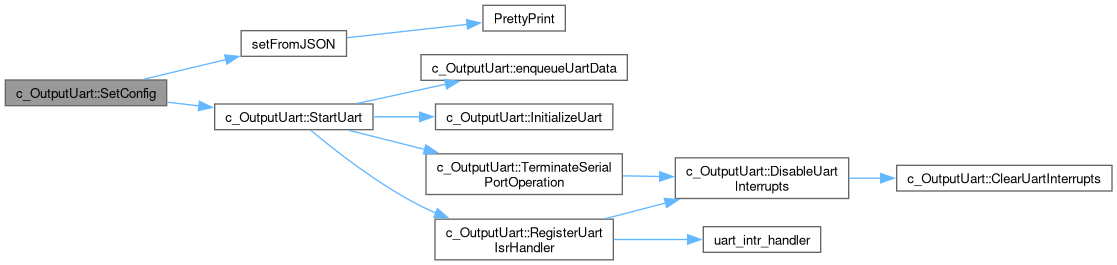 c_OutputUart::SetConfig
setFromJSON
PrettyPrint
c_OutputUart::StartUart
c_OutputUart::enqueueUartData
c_OutputUart::InitializeUart
c_OutputUart::TerminateSerial
PortOperation
c_OutputUart::RegisterUart
IsrHandler
c_OutputUart::DisableUart
Interrupts
c_OutputUart::ClearUartInterrupts
uart_intr_handler